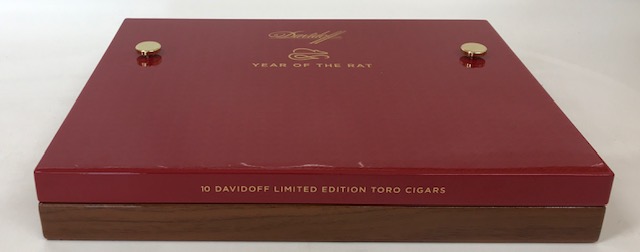 Davidoff
YEAR OF THE RAT
10 DAVIDOFF LIMITED EDITION TORO CIGARS